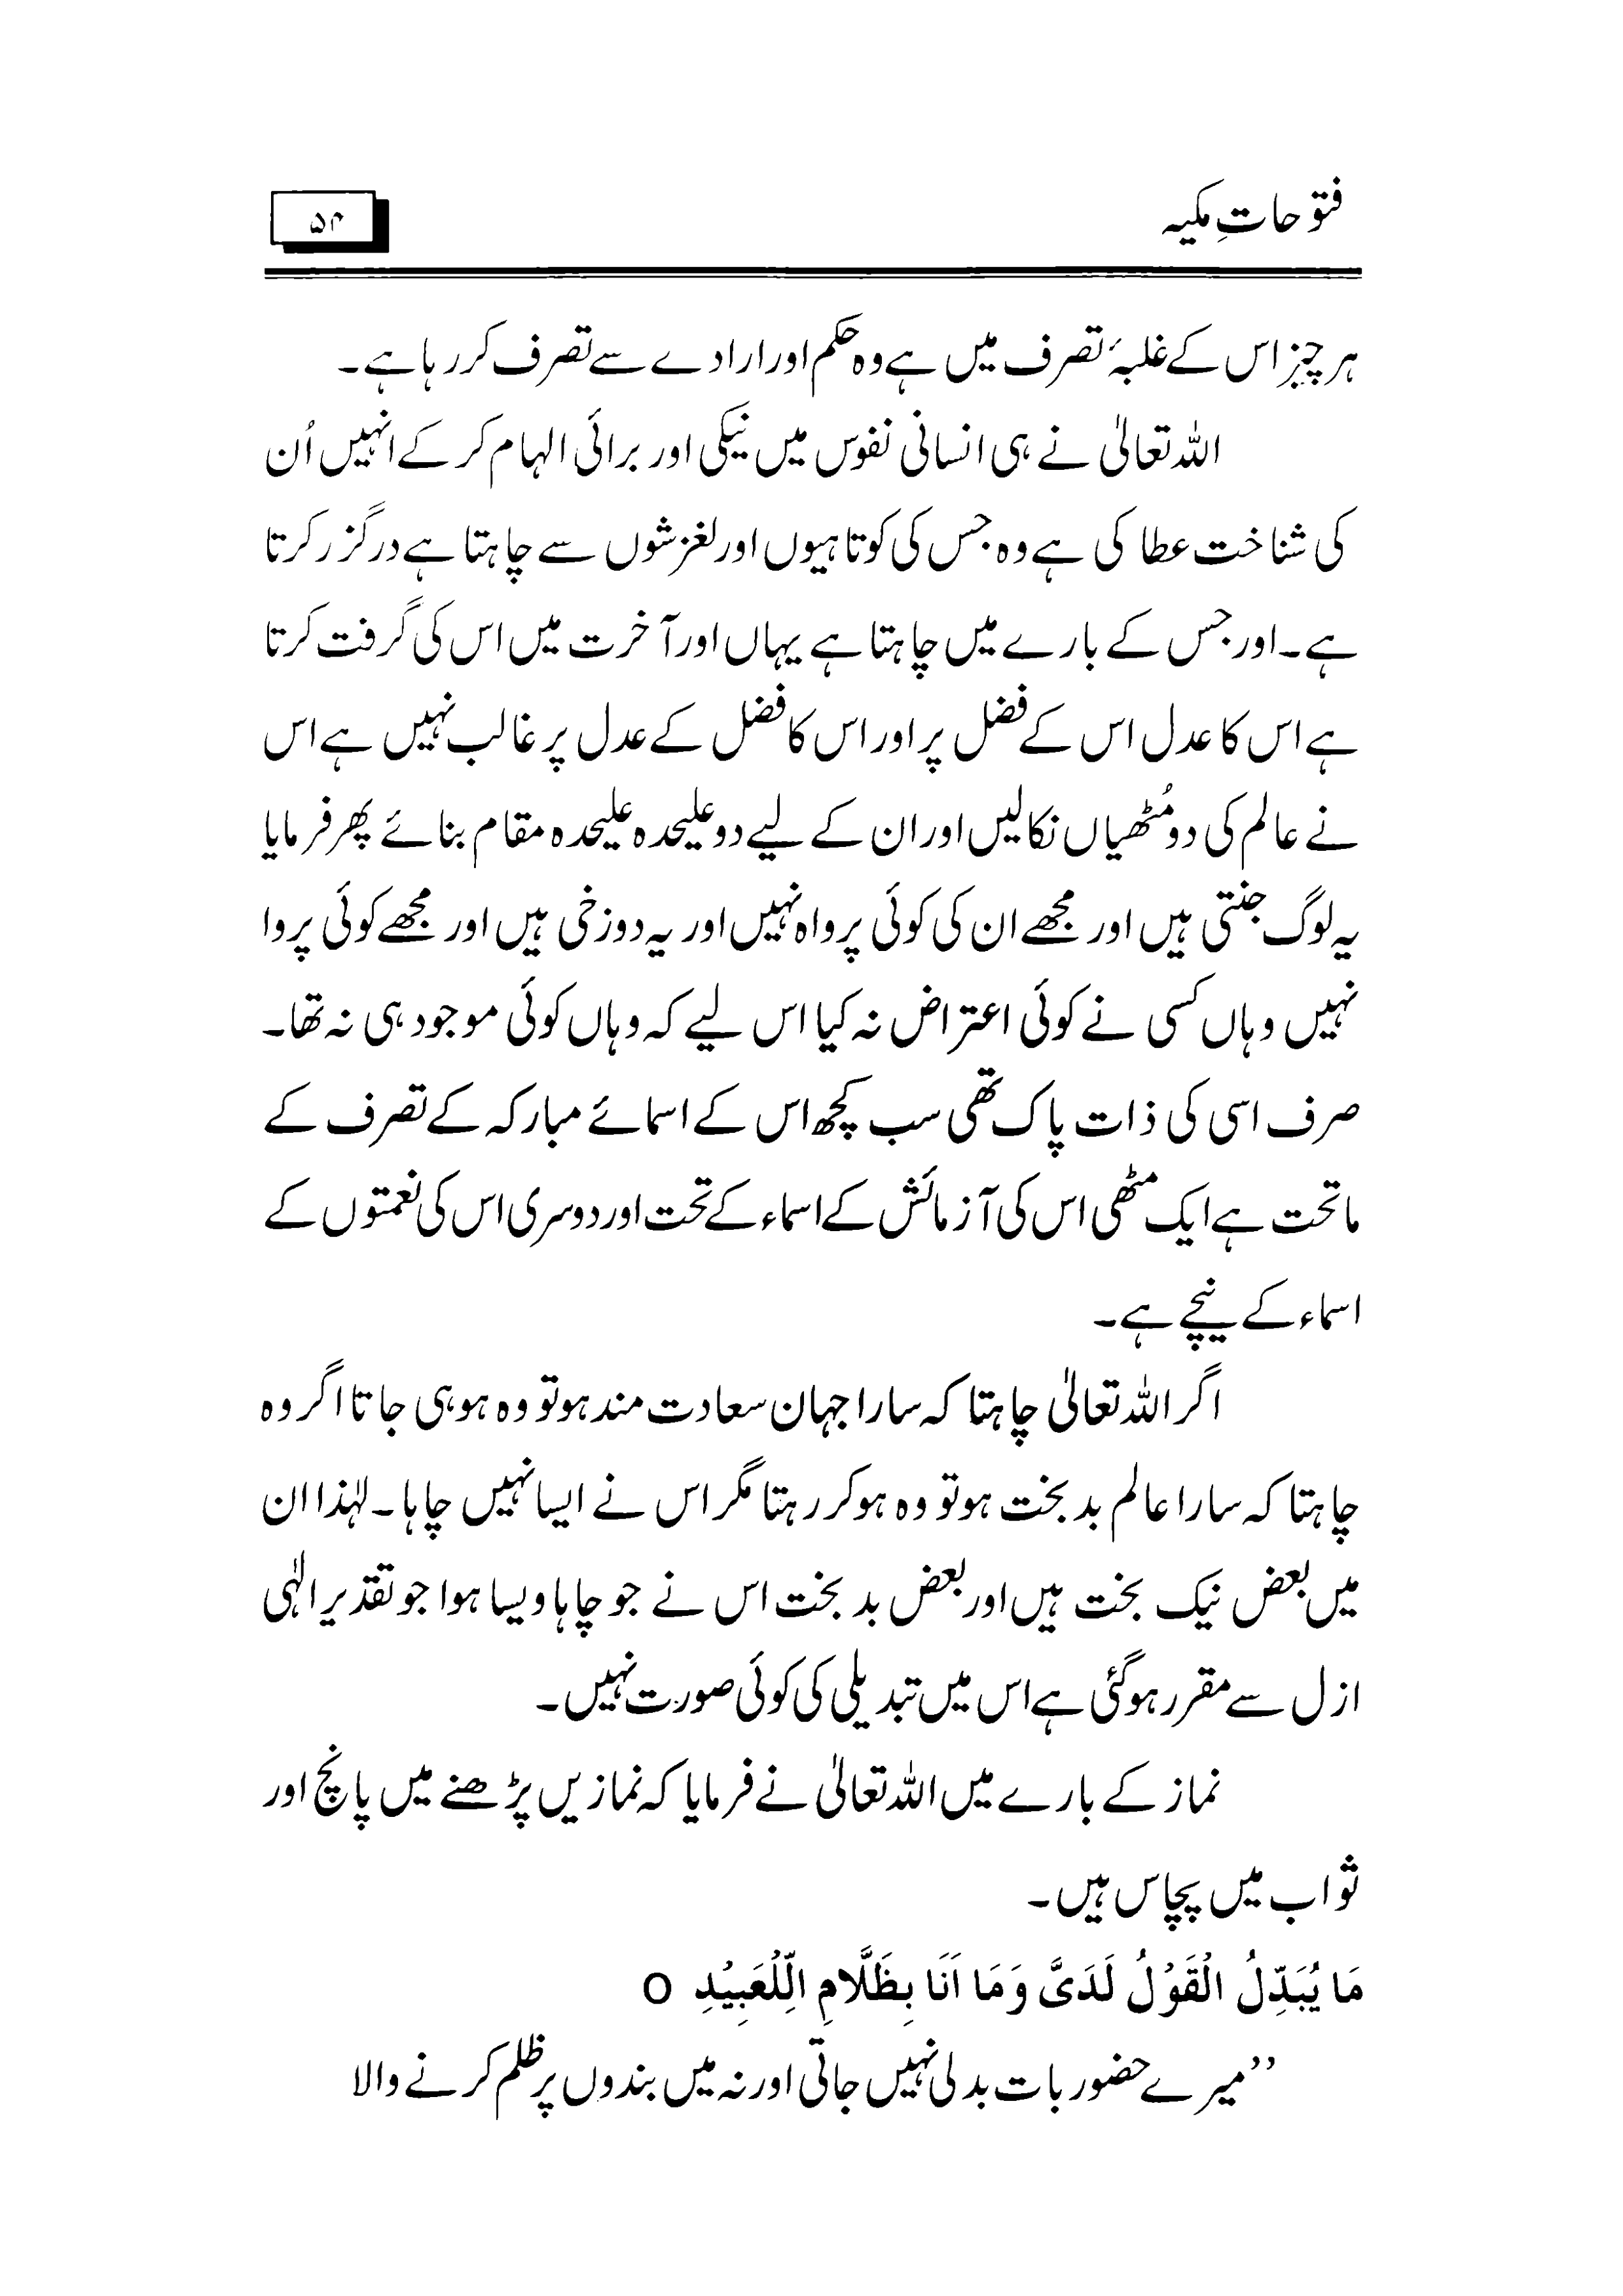 فتوحاتِ مکیہ
۵۴
ہر چیز اس کے غلبۂ تصرف میں ہے وہ حکم اور ارادے سے تصرف کر رہا ہے۔
اللہ تعالیٰ نے ہی انسانی نفوس میں نیکی اور برائی الہام کر کے انہیں اُن
کی شناخت عطا کی ہے وہ جس کی کوتاہیوں اور لغزشوں سے چاہتا ہے درگزر کرتا
ہے۔ اور جس کے بارے میں چاہتا ہے یہاں اور آخرت میں اس کی گرفت کرتا
ہے اس کا عدل اس کے فضل پر اور اس کا فضل کے عدل پر غالب نہیں ہے اس
نے عالم کی دو مُٹھیاں نکالیں اور ان کے لیے دو علیحدہ علیحدہ مقام بنائے پھر فرمایا
یہ لوگ جنتی ہیں اور مجھے ان کی کوئی پرواہ نہیں اور یہ دوزخی ہیں اور مجھے کوئی پروا
نہیں وہاں کسی نے کوئی اعتراض نہ کیا اس لیے کہ وہاں کوئی موجود ہی نہ تھا۔
صرف اسی کی ذات پاک تھی سب کچھ اس کے اسمائے مبارکہ کے تصرف کے
ماتحت ہے ایک مٹھی اس کی آزمائش کے اسماء کے تحت اور دوسری اس کی نعمتوں کے
اسماء کے نیچے ہے۔
اگر اللہ تعالیٰ چاہتا کہ سارا جہان سعادت مند ہو تو وہ ہو ہی جاتا اگر وہ
چاہتا کہ سارا عالم بد بخت ہو تو وہ ہو کر رہتا مگر اس نے ایسا نہیں چاہا۔ لہٰذا ان
میں بعض نیک بخت ہیں اور بعض بد بخت اس نے جو چاہا ویسا ہوا جو تقدیر الٰہی
ازل سے مقرر ہو گئی ہے اس میں تبدیلی کی کوئی صورت نہیں۔
نماز کے بارے میں اللہ تعالیٰ نے فرمایا کہ نمازیں پڑھنے میں پانچ اور
ثواب میں پچاس ہیں۔
مَا یُبَدِّلُ الْقَوْلُ لَدَیَّ وَمَا اَنَا بِظَلَّامِ الِّلْعَبِیْدِ O
’’میرے حضور بات بدلی نہیں جاتی اور نہ میں بندوں پر ظلم کرنے والا